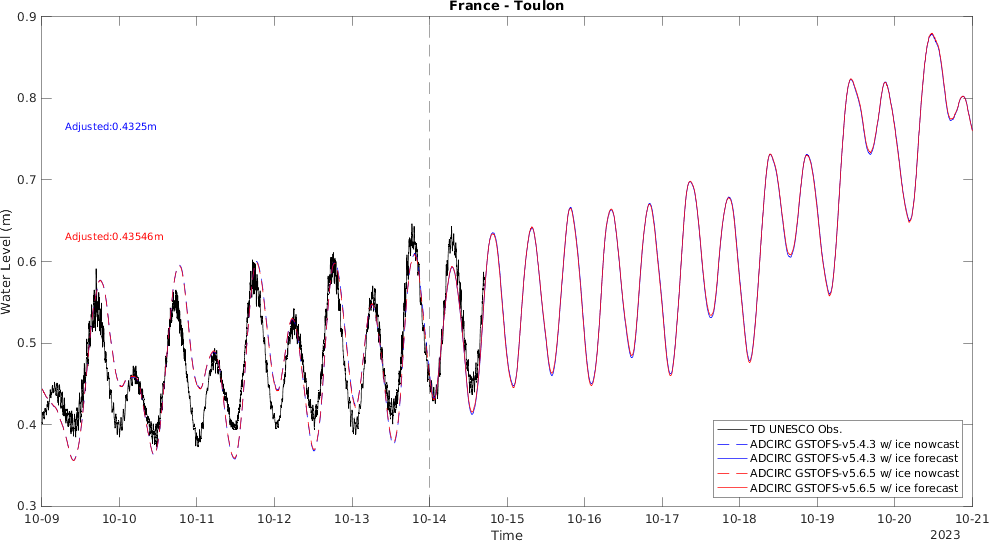 France - Toulon
0.9
0.8
0.7
0.6
0.5
0.4
0.3
Water Level (m)
Adjusted:0.4325m
Adjusted:0.43546m
TD UNESCO Obs.
ADCIRC GSTOFS-v5.4.3 w/ ice nowcast
ADCIRC GSTOFS-v5.4.3 w/ ice forecast
ADCIRC GSTOFS-v5.6.5 w/ ice nowcast
ADCIRC GSTOFS-v5.6.5 w/ ice forecast
10-09 10-10 10-11 10-12 10-13 10-14 10-15 10-16 10-17 10-18 10-19 10-20 10-21
Time
2023